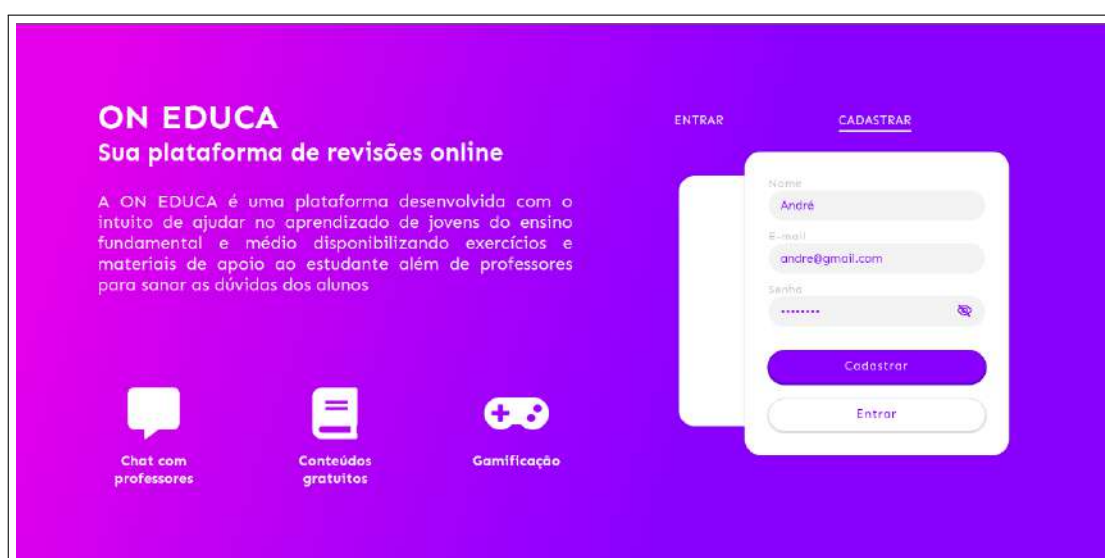 ON EDUCA
Sua plataforma de revisões online
A ON EDUCA é uma plataforma desenvolvida com o
intuito de ajudar no aprendizado de jovens do ensino
fundamental e médio disponibilizando exercícios e
materiais de apoio ao estudante além de professores
para sanar as dúvidas dos alunos
Chat com
professores
Conteúdos
gratuitos
Gamificação
ENTRAR
CADASTRAR
Nome
André
E-mail
andre@gmail.com
Senha
••••••••
Cadastrar
Entrar